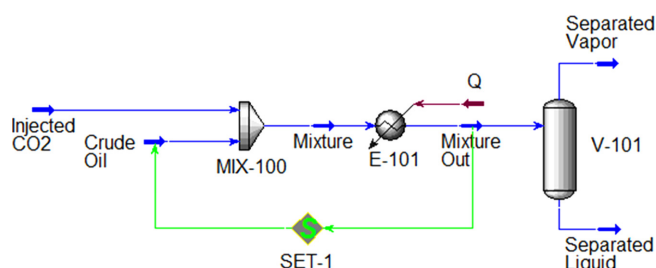 Separated
Vapor
Q
Injected
CO2
Crude
Oil
MIX-100
Mixture
E-101
Mixture
Out
V-101
S
SET-1
Separated
Liquid